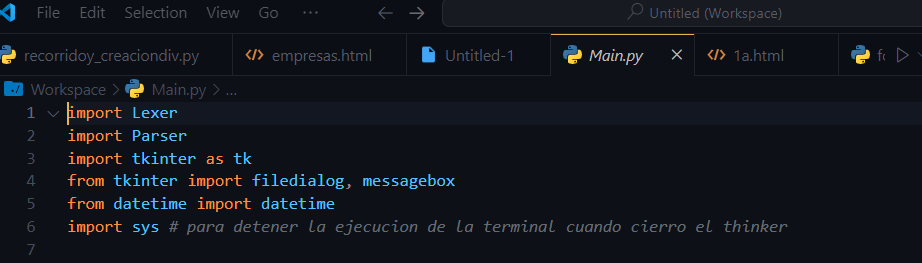 File Edit Selection View Go ··· Untitled (Workspace)
recorridoy_creaciondiv.py empresas.html Untitled-1 Main.py 1a.html
Workspace > Main.py > ...
1 import Lexer
2 import Parser
3 import tkinter as tk
4 from tkinter import filedialog, messagebox
5 from datetime import datetime
6 import sys # para detener la ejecucion de la terminal cuando cierro el thinker
7